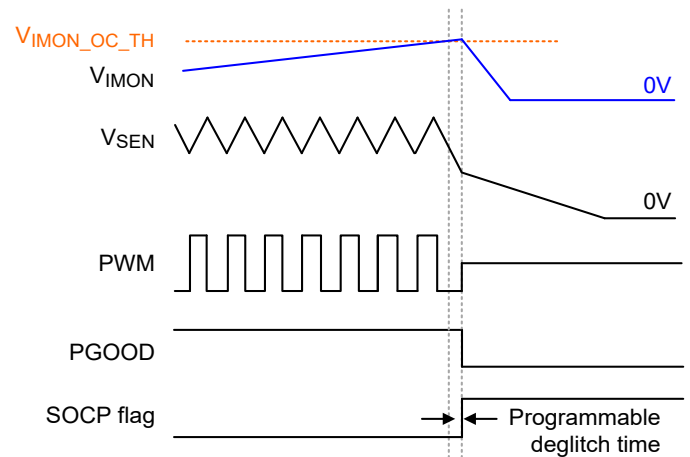 VIMON_OC_TH
VIMON
0V
VSEN
0V
PWM
PGOOD
SOCP flag
Programmable
deglitch time